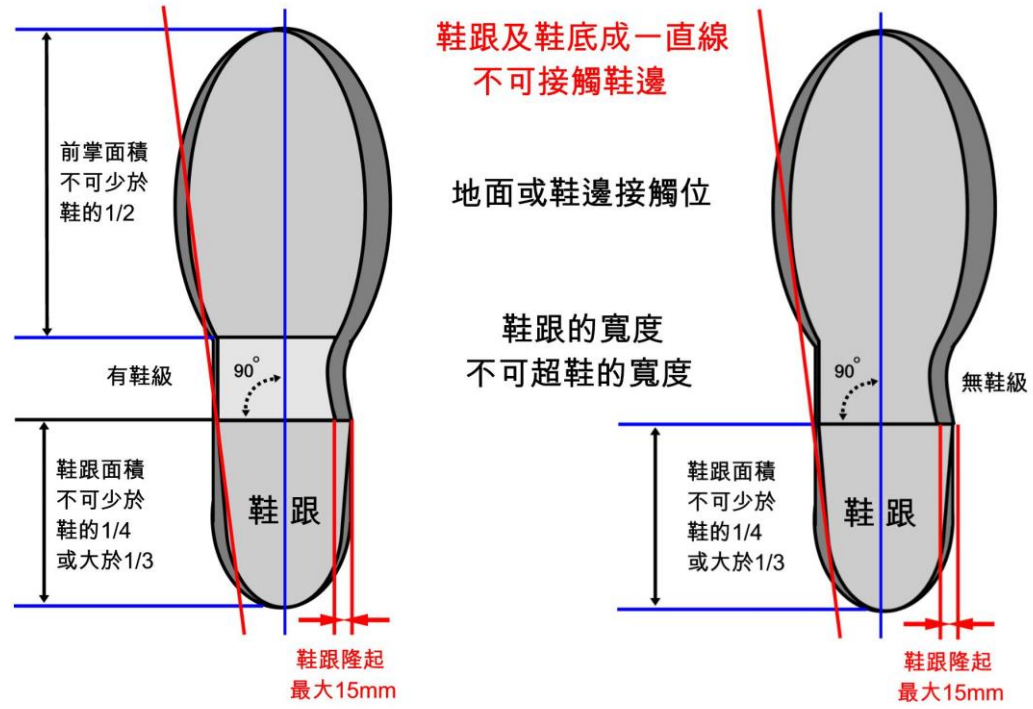 鞋跟及鞋底成一直線
不可接觸鞋邊
前掌面積
不可少於
鞋的1/2
地面或鞋邊接觸位
鞋跟的寬度
不可超鞋的寬度
有鞋級
90°
鞋跟面積
不可少於
鞋的1/4
或大於1/3
鞋跟
鞋跟隆起
最大15mm
90°
無鞋級
鞋跟面積
不可少於
鞋的1/4
或大於1/3
鞋跟
鞋跟隆起
最大15mm